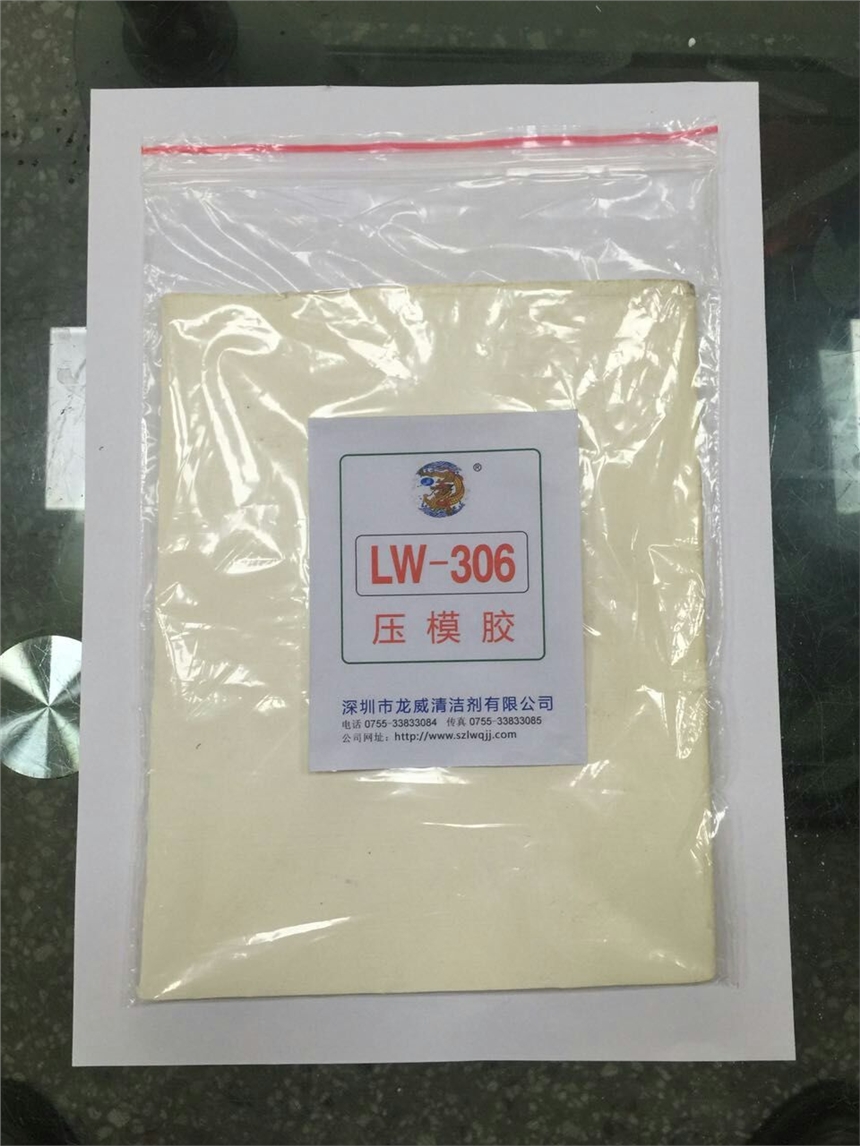 ®
LW-306
压模胶
深圳市龙威清洁剂有限公司
电话 0755-33833084 传真 0755-33833085
公司网址：http://www.szlwqjj.com